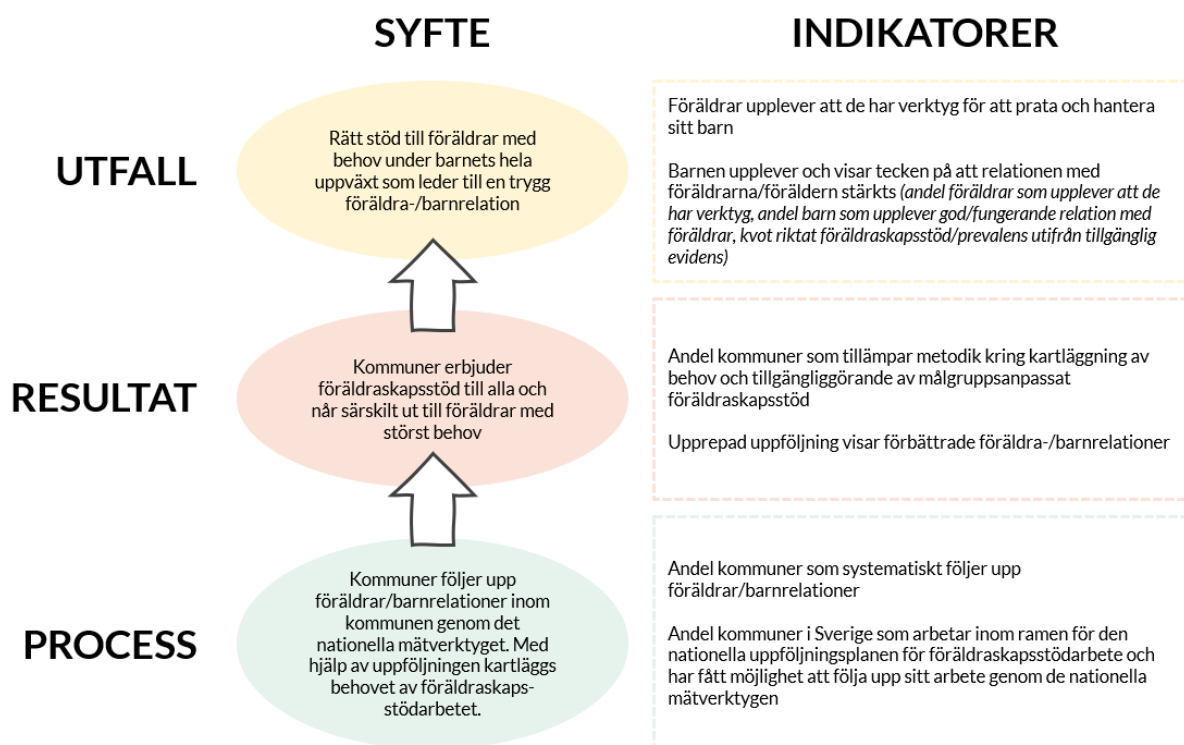 SYFTE
INDIKATORER
UTFALL
Rätt stöd till föräldrar med
behov under barnets hela
uppväxt som leder till en trygg
föräldra-/barnrelation
Föräldrar upplever att de har verktyg för att prata och hantera
sitt barn
Barnen upplever och visar tecken på att relationen med
föräldrarna/föräldern stärkts (andel föräldrar som upplever att de
har verktyg, andel barn som upplever god/fungerande relation med
föräldrar, kvot riktat föräldraskapsstöd/prevalens utifrån tillgänglig
evidens)
RESULTAT
Kommuner erbjuder
föräldraskapsstöd till alla och
når särskilt ut till föräldrar med
störst behov
Andel kommuner som tillämpar metodik kring kartläggning av
behov och tillgängliggörande av målgruppsanpassat
föräldraskapsstöd
Upprepad uppföljning visar förbättrade föräldra-/barnrelationer
PROCESS
Kommuner följer upp
föräldrar/barnrelationer inom
kommunen genom det
nationella mätverktyget. Med
hjälp av uppföljningen kartläggs
behovet av föräldraskaps-
stödarbetet.
Andel kommuner som systematiskt följer upp
föräldrar/barnrelationer
Andel kommuner i Sverige som arbetar inom ramen för den
nationella uppföljningsplanen för föräldraskapsstödarbete och
har fått möjlighet att följa upp sitt arbete genom de nationella
mätverktygen